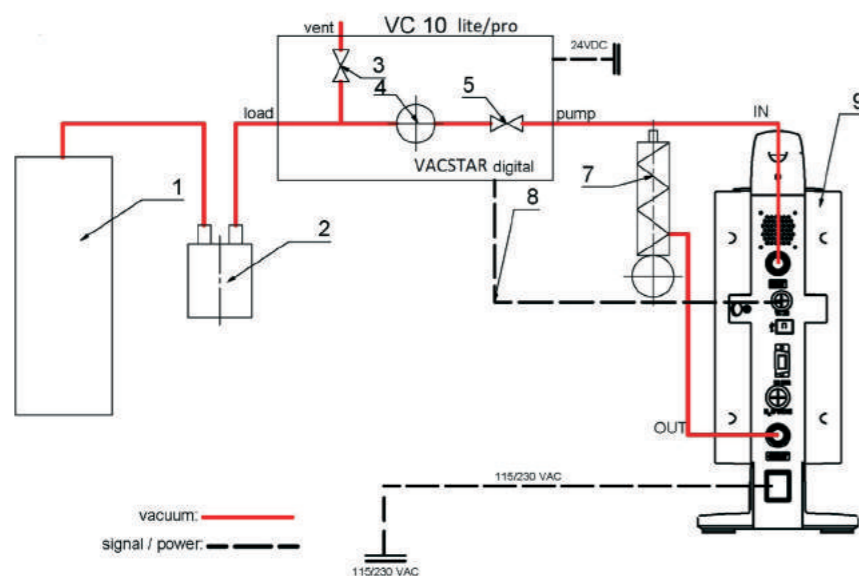 vent
VC 10 lite/pro
24VDC
3
4
5
load
pump
IN
9
1
2
VACSTAR digital
7
8
OUT
115/230 VAC
vacuum:
signal / power:
115/230 VAC